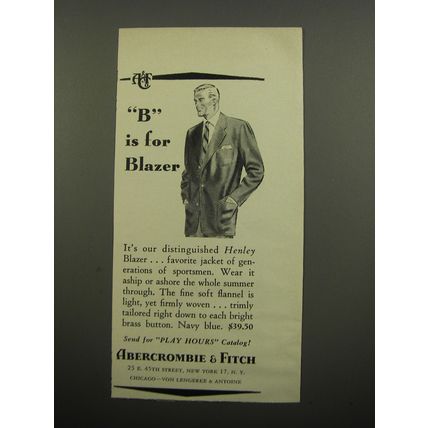 A&F Co
"B"
is for
Blazer
It's our distinguished Henley
Blazer . . . favorite jacket of gen-
erations of sportsmen. Wear it
aship or ashore the whole summer
through. The fine soft flannel is
light, yet firmly woven . . . trimly
tailored right down to each bright
brass button. Navy blue. $39.50
Send for "PLAY HOURS" Catalog!
ABERCROMBIE & FITCH
25 E. 45TH STREET, NEW YORK 17, N. Y.
CHICAGO—VON LENGERKE & ANTOINE